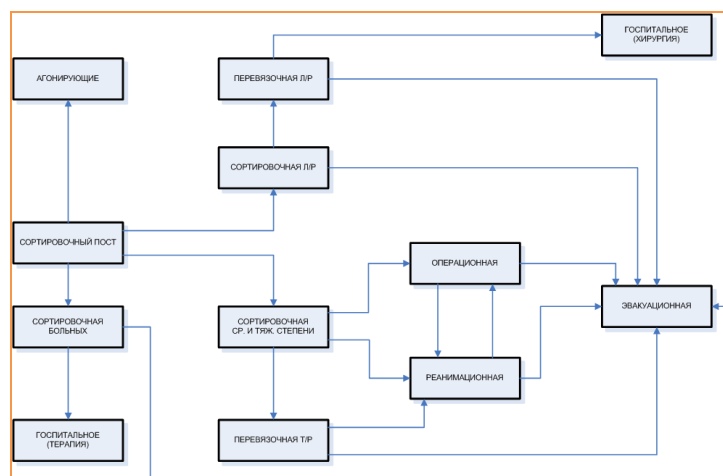 ГОСПИТАЛЬНОЕ
(ХИРУРГИЯ)
АГОНИРУЮЩИЕ
ПЕРЕВЯЗОЧНАЯ Л/Р
СОРТИРОВОЧНАЯ Л/Р
СОРТИРОВОЧНЫЙ ПОСТ
ОПЕРАЦИОННАЯ
СОРТИРОВОЧНАЯ
БОЛЬНЫХ
СОРТИРОВОЧНАЯ
СР. И ТЯЖ. СТЕПЕНИ
ЭВАКУАЦИОННАЯ
РЕАНИМАЦИОННАЯ
ГОСПИТАЛЬНОЕ
(ТЕРАПИЯ)
ПЕРЕВЯЗОЧНАЯ Т/Р